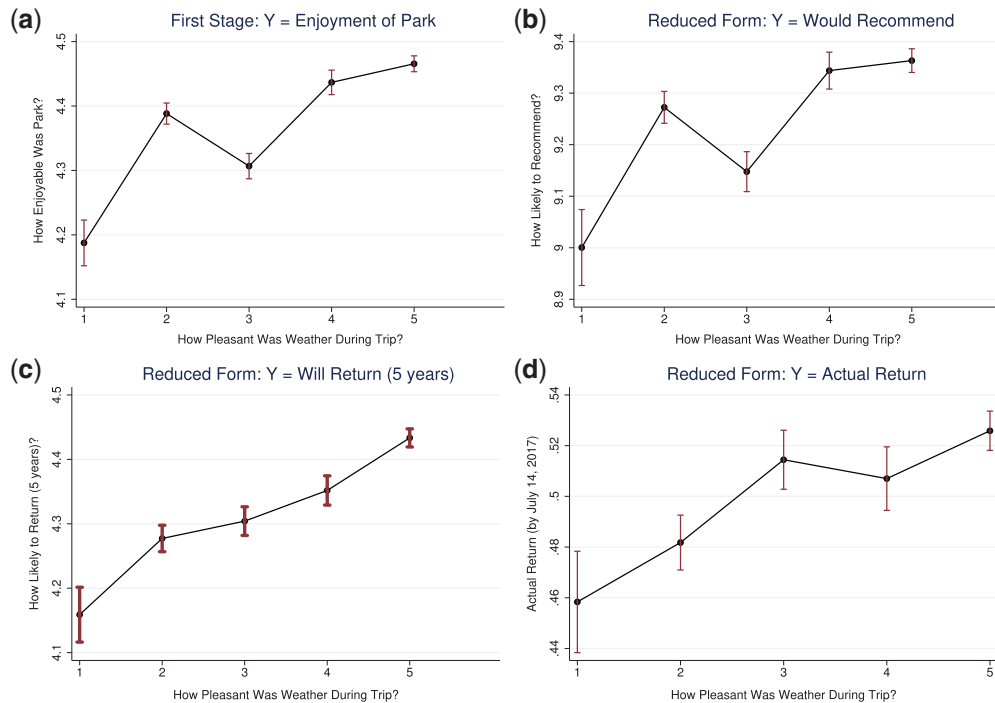 (a) First Stage: Y = Enjoyment of Park
How Enjoyable Was Park?
4.5
4.4
4.3
4.2
4.1
1 2 3 4 5
How Pleasant Was Weather During Trip?
(b) Reduced Form: Y = Would Recommend
How Likely to Recommend?
9.4
9.3
9.2
9.1
9
8.9
1 2 3 4 5
How Pleasant Was Weather During Trip?
(c) Reduced Form: Y = Will Return (5 years)
How Likely to Return (5 years)?
4.5
4.4
4.3
4.2
4.1
1 2 3 4 5
How Pleasant Was Weather During Trip?
(d) Reduced Form: Y = Actual Return
Actual Return (by July 14, 2017)
.54
.52
.5
.48
.46
.44
1 2 3 4 5
How Pleasant Was Weather During Trip?